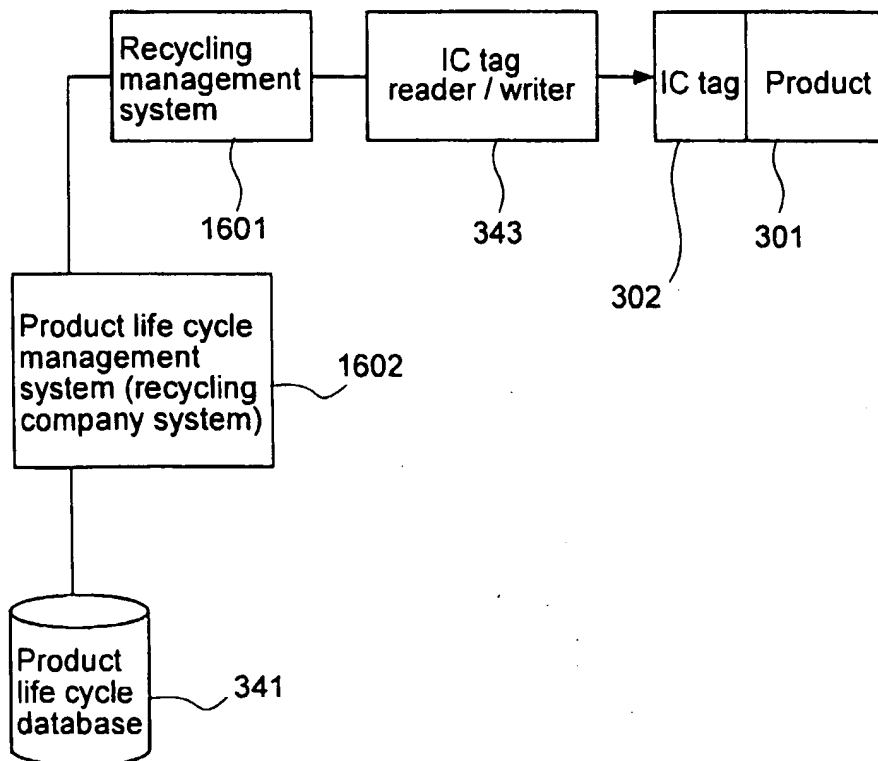 Recycling
management
system
IC tag
reader / writer
IC tag
Product
1601
343
302
301
Product life cycle
management
system (recycling
company system)
1602
Product
life cycle
database
341